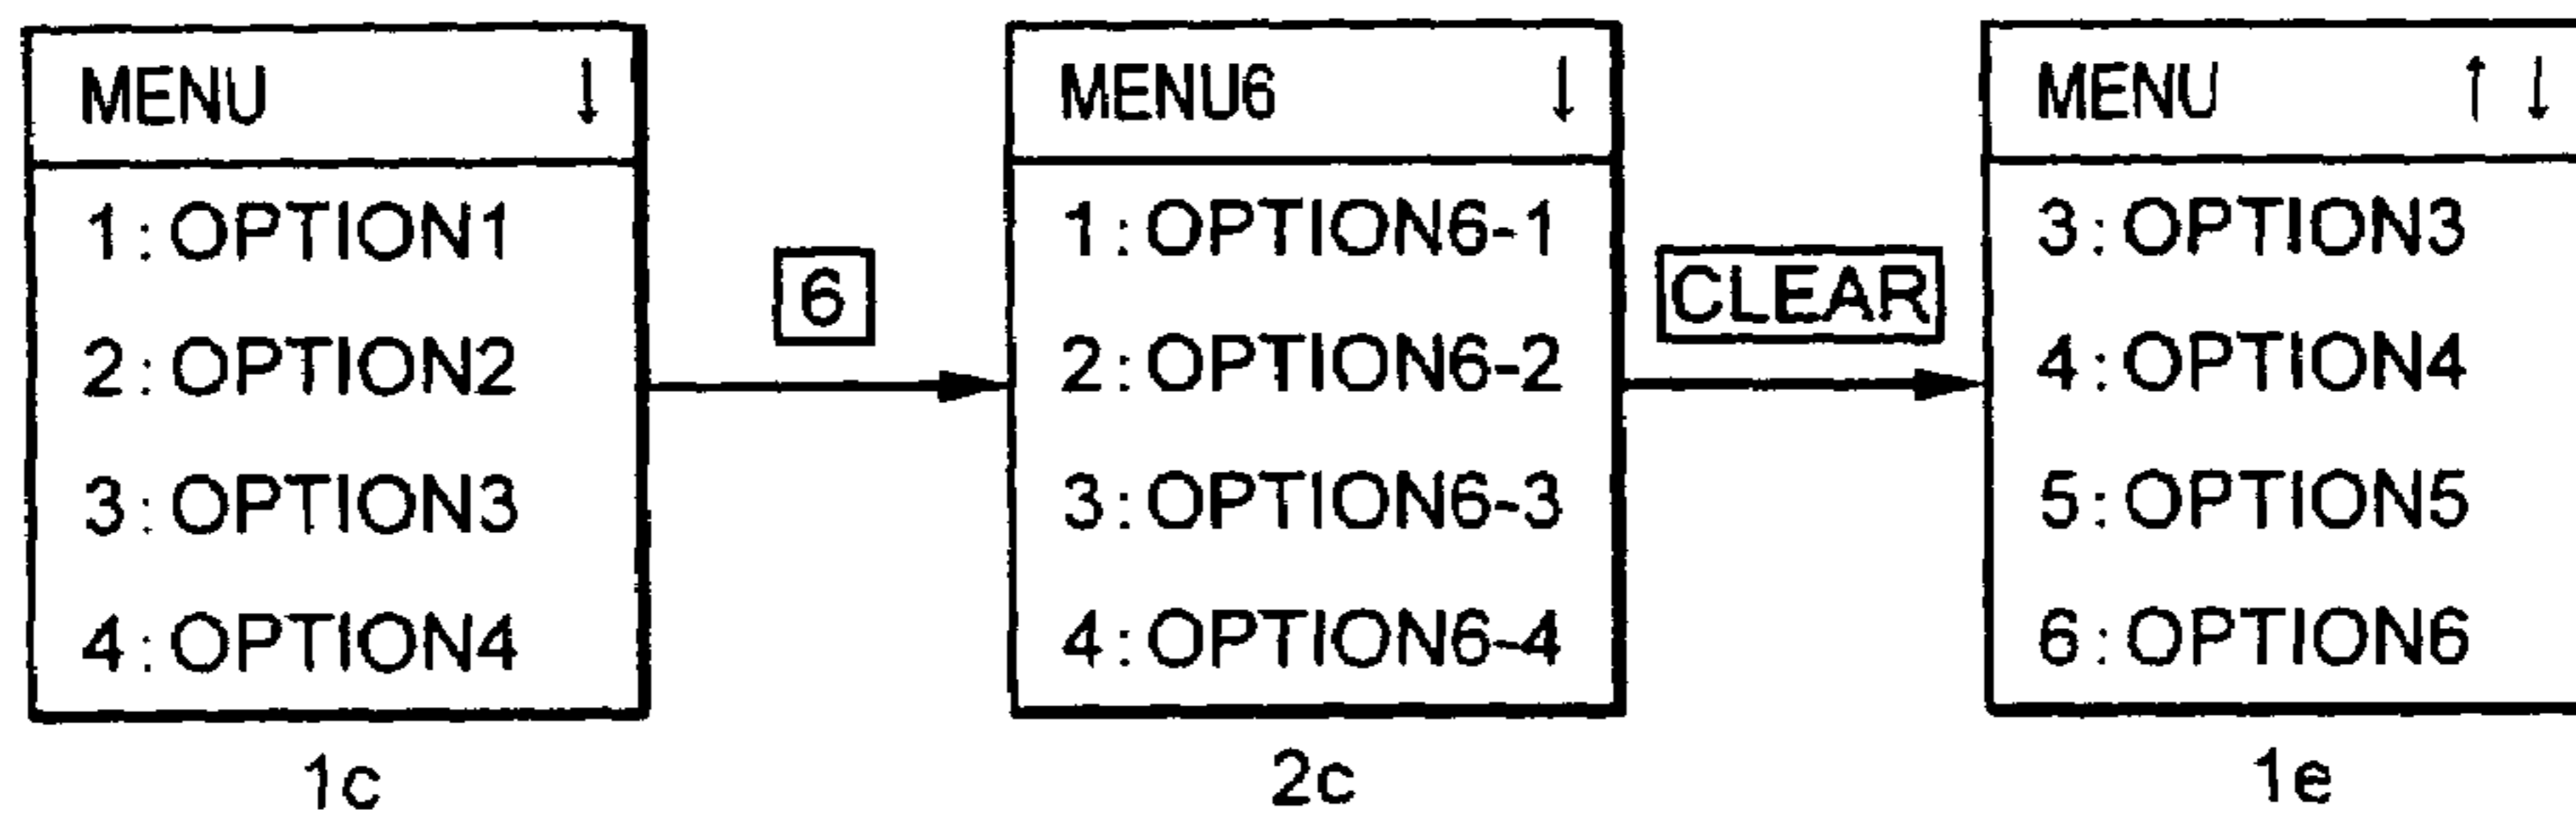 MENU ↓
1:OPTION1
2:OPTION2
3:OPTION3
4:OPTION4
1c
6
MENU6 ↓
1:OPTION6-1
2:OPTION6-2
3:OPTION6-3
4:OPTION6-4
2c
CLEAR
MENU ↑ ↓
3:OPTION3
4:OPTION4
5:OPTION5
6:OPTION6
1e